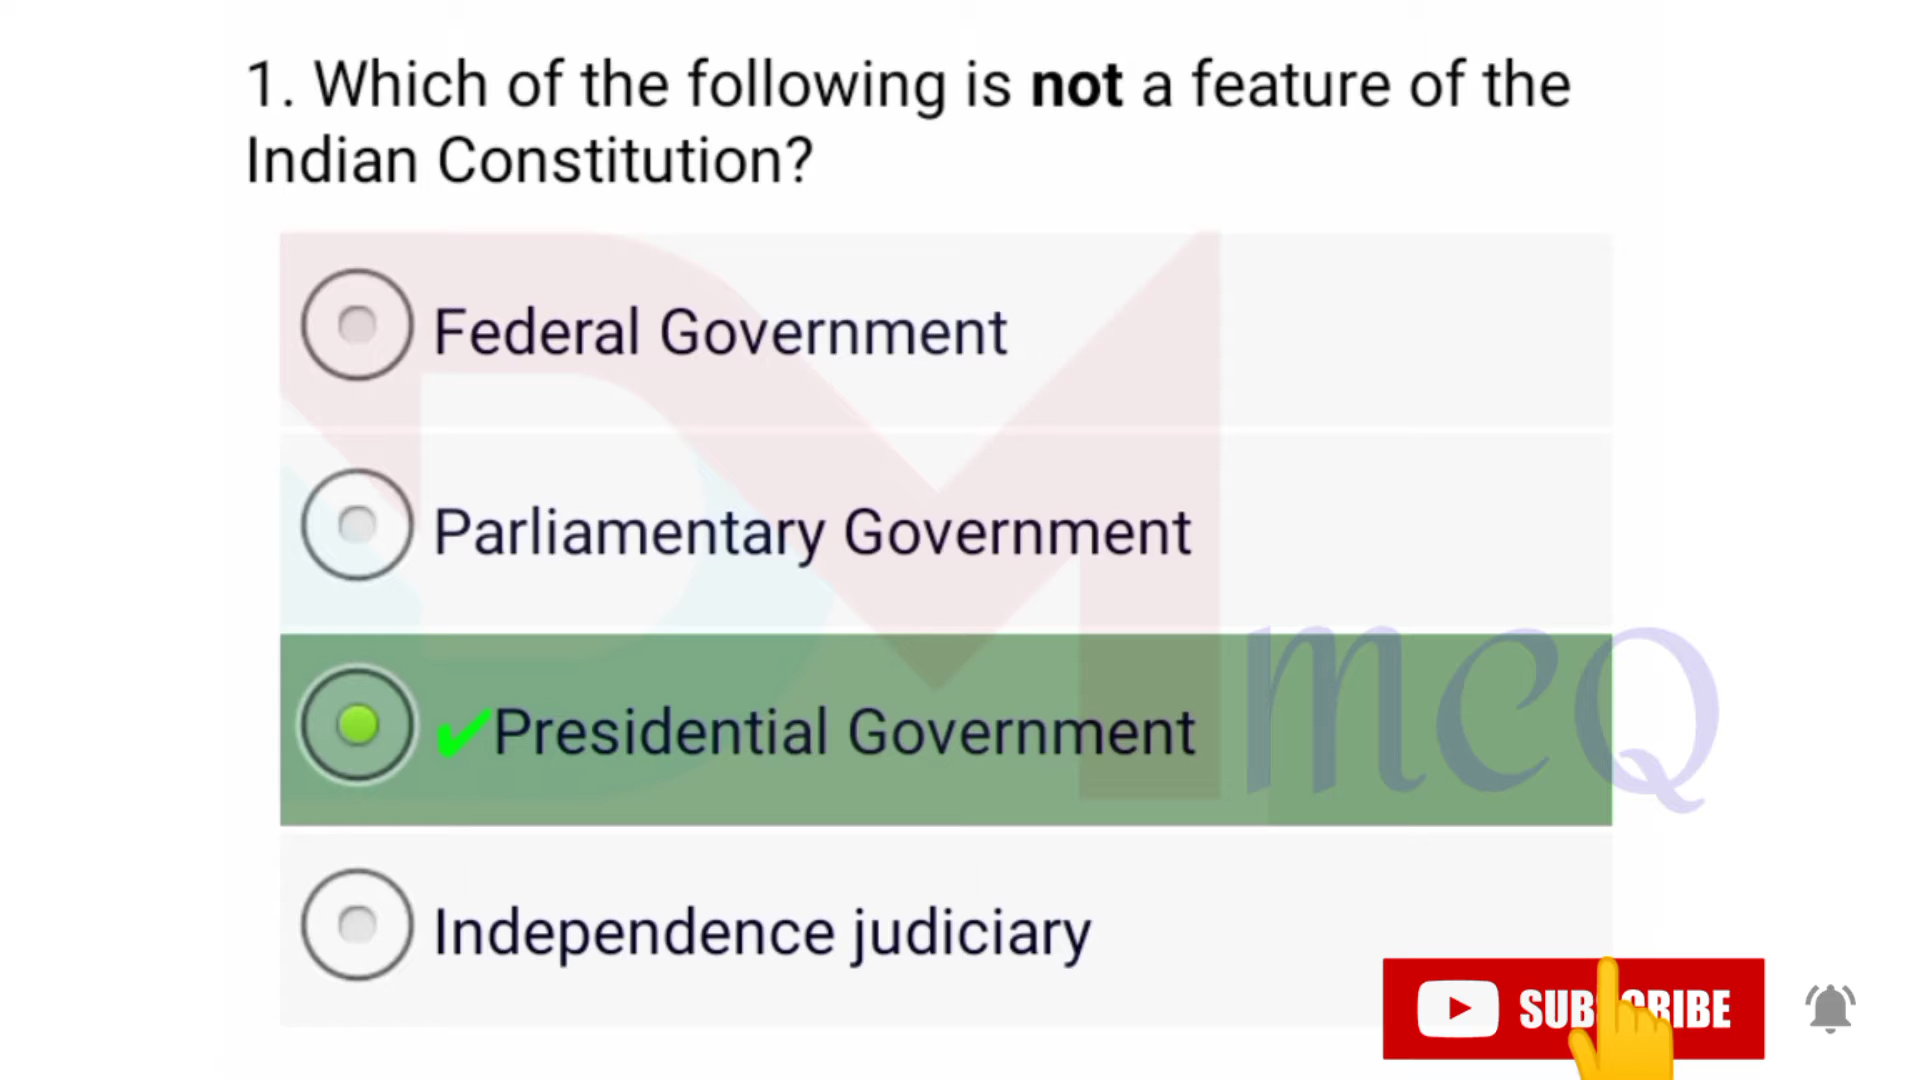 1. Which of the following is not a feature of the
Indian Constitution?
Federal Government
Parliamentary Government
✔Presidential Government
mcQ
Independence judiciary
SUBSCRIBE